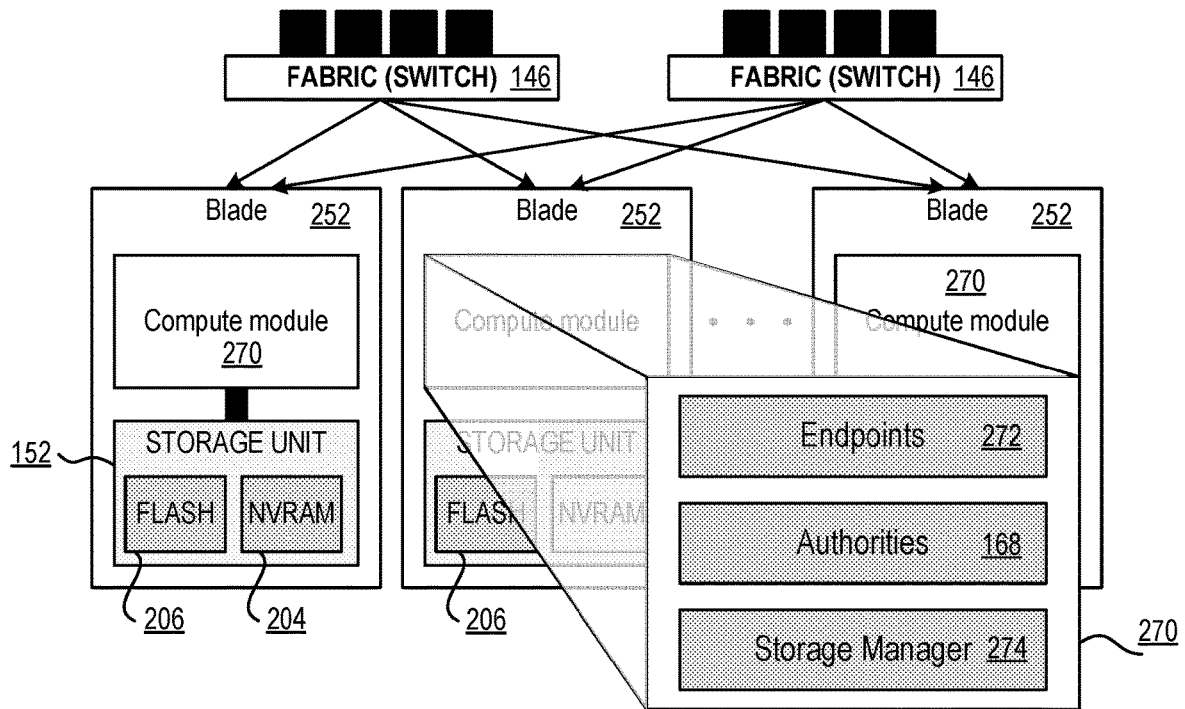 FABRIC (SWITCH) 146
FABRIC (SWITCH) 146
Blade 252
Blade 252
Blade 252
Compute module
270
Compute module
. . .
270
Compute module
STORAGE UNIT
152
FLASH
NVRAM
206
204
STORAGE UNIT
FLASH
NVRAM
206
Endpoints 272
Authorities 168
Storage Manager 274
270